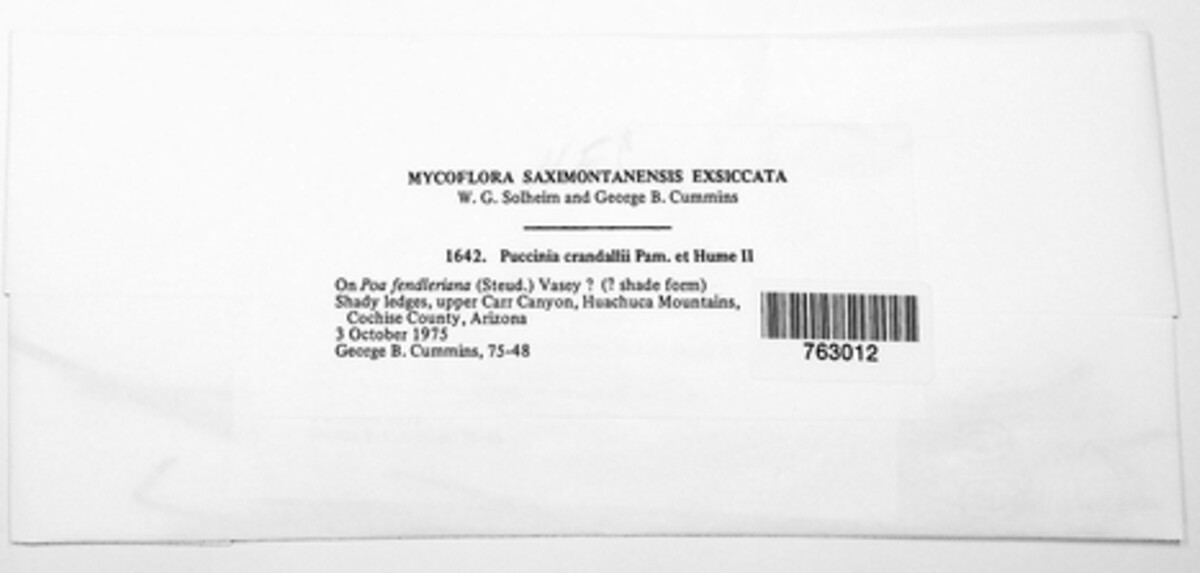 MYCOFLORA SAXIMONTANENSIS EXSICCATA
W. G. Solheim and George B. Cummins
1642. Puccinia crandallii Pam. et Hume II
On Poa fendleriana (Steud.) Vasey ? (? shade form)
Shady ledges, upper Carr Canyon, Huachuca Mountains,
Cochise County, Arizona
3 October 1975
George B. Cummins, 75-48
763012